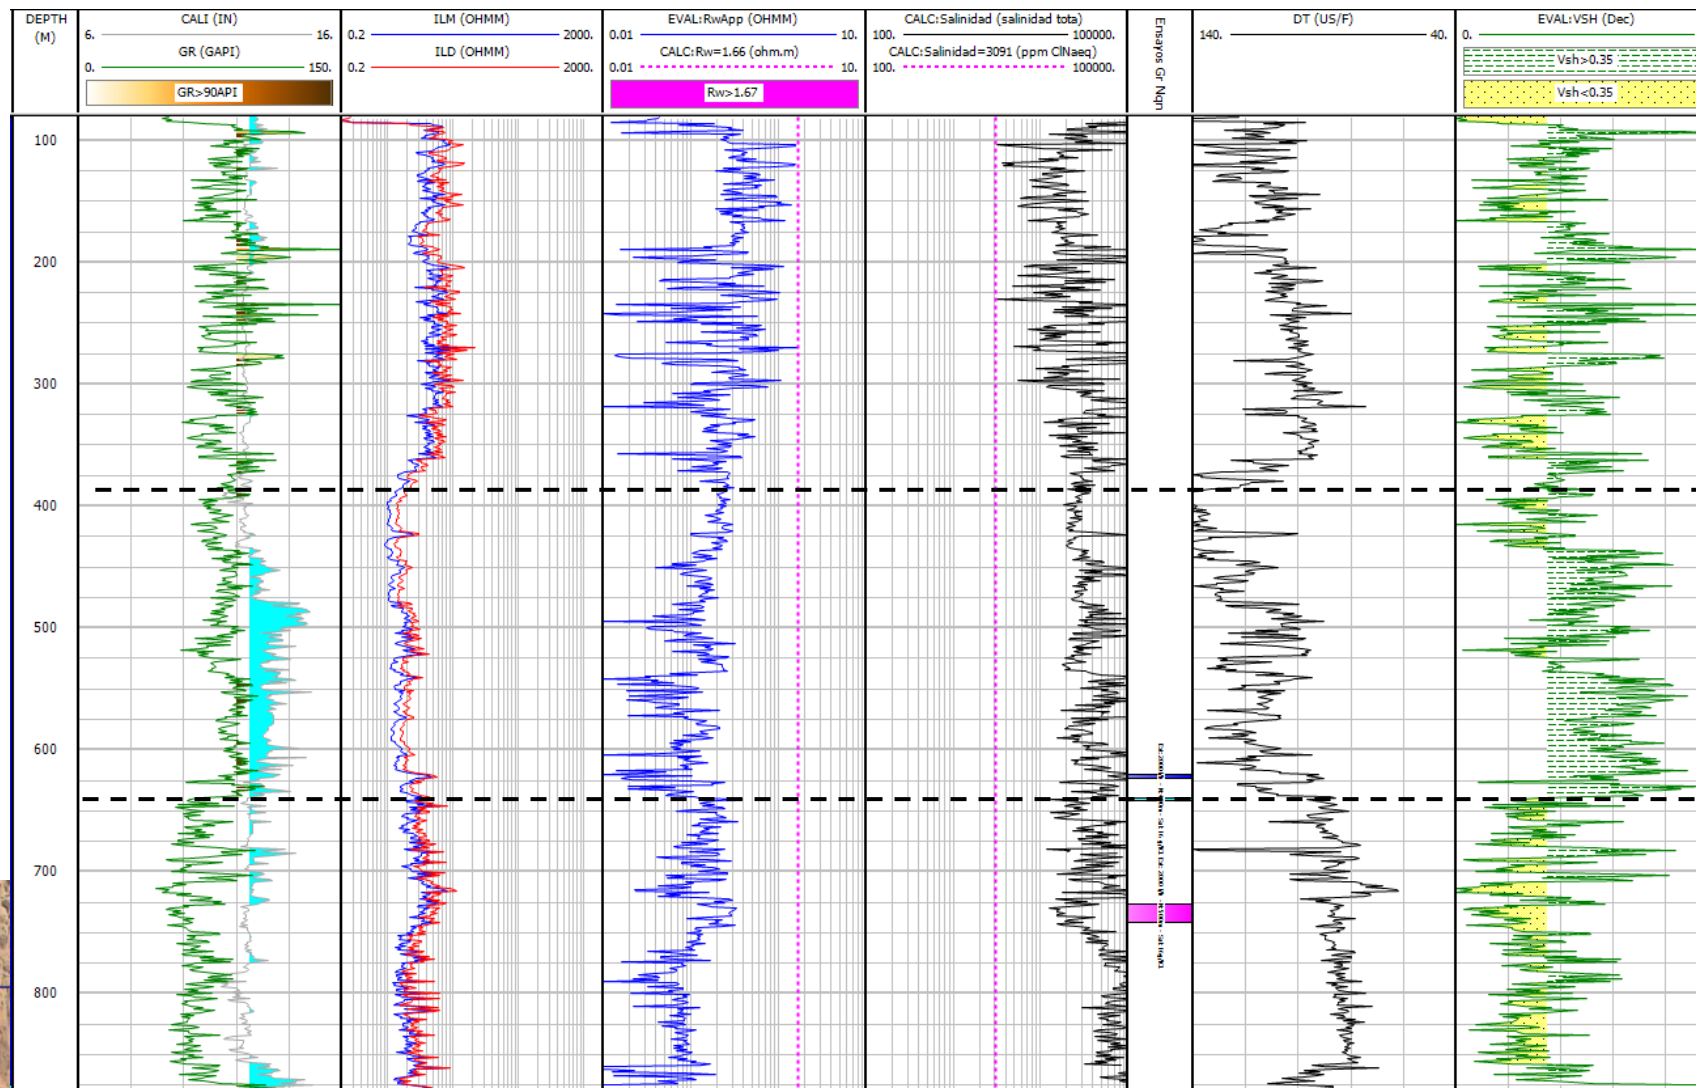 DEPTH
(M)
CALI (IN)
6. 16.
GR (GAPI)
0. 150.
GR>90API
ILM (OHMM)
0.2 2000.
ILD (OHMM)
0.2 2000.
EVAL:RwApp (OHMM)
0.01 10.
CALC:Rw=1.66 (ohm.m)
0.01 10.
Rw>1.67
CALC:Salinidad (salinidad tota)
100. 100000.
CALC:Salinidad=3091 (ppm ClNaeq)
100. 100000.
Ensayos Gr Nqn
DT (US/F)
140. 40.
EVAL:VSH (Dec)
0.
Vsh>0.35
Vsh<0.35
100
200
300
400
500
600
700
800